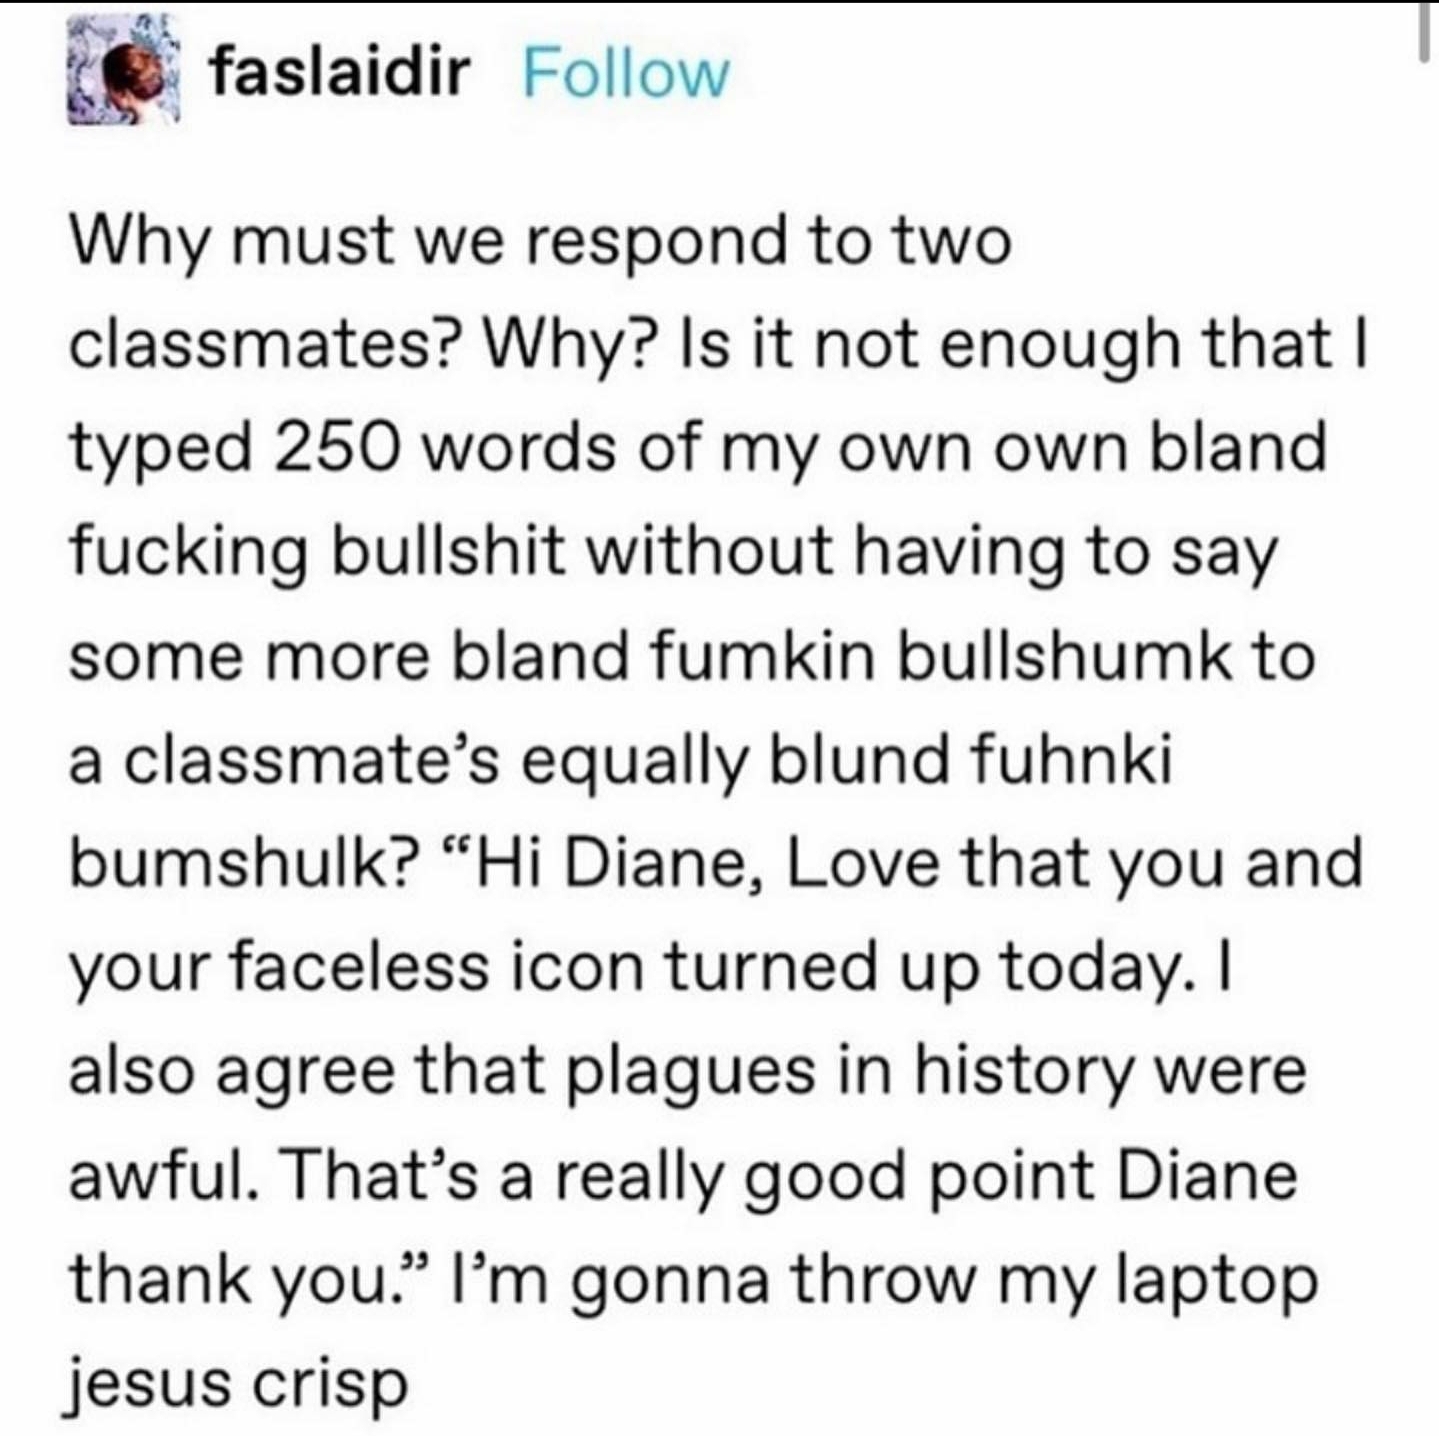 faslaidir Follow
Why must we respond to two
classmates? Why? Is it not enough that I
typed 250 words of my own own bland
fucking bullshit without having to say
some more bland fumkin bullshumk to
a classmate’s equally blund fuhnki
bumshulk? “Hi Diane, Love that you and
your faceless icon turned up today. I
also agree that plagues in history were
awful. That’s a really good point Diane
thank you.” I’m gonna throw my laptop
jesus crisp